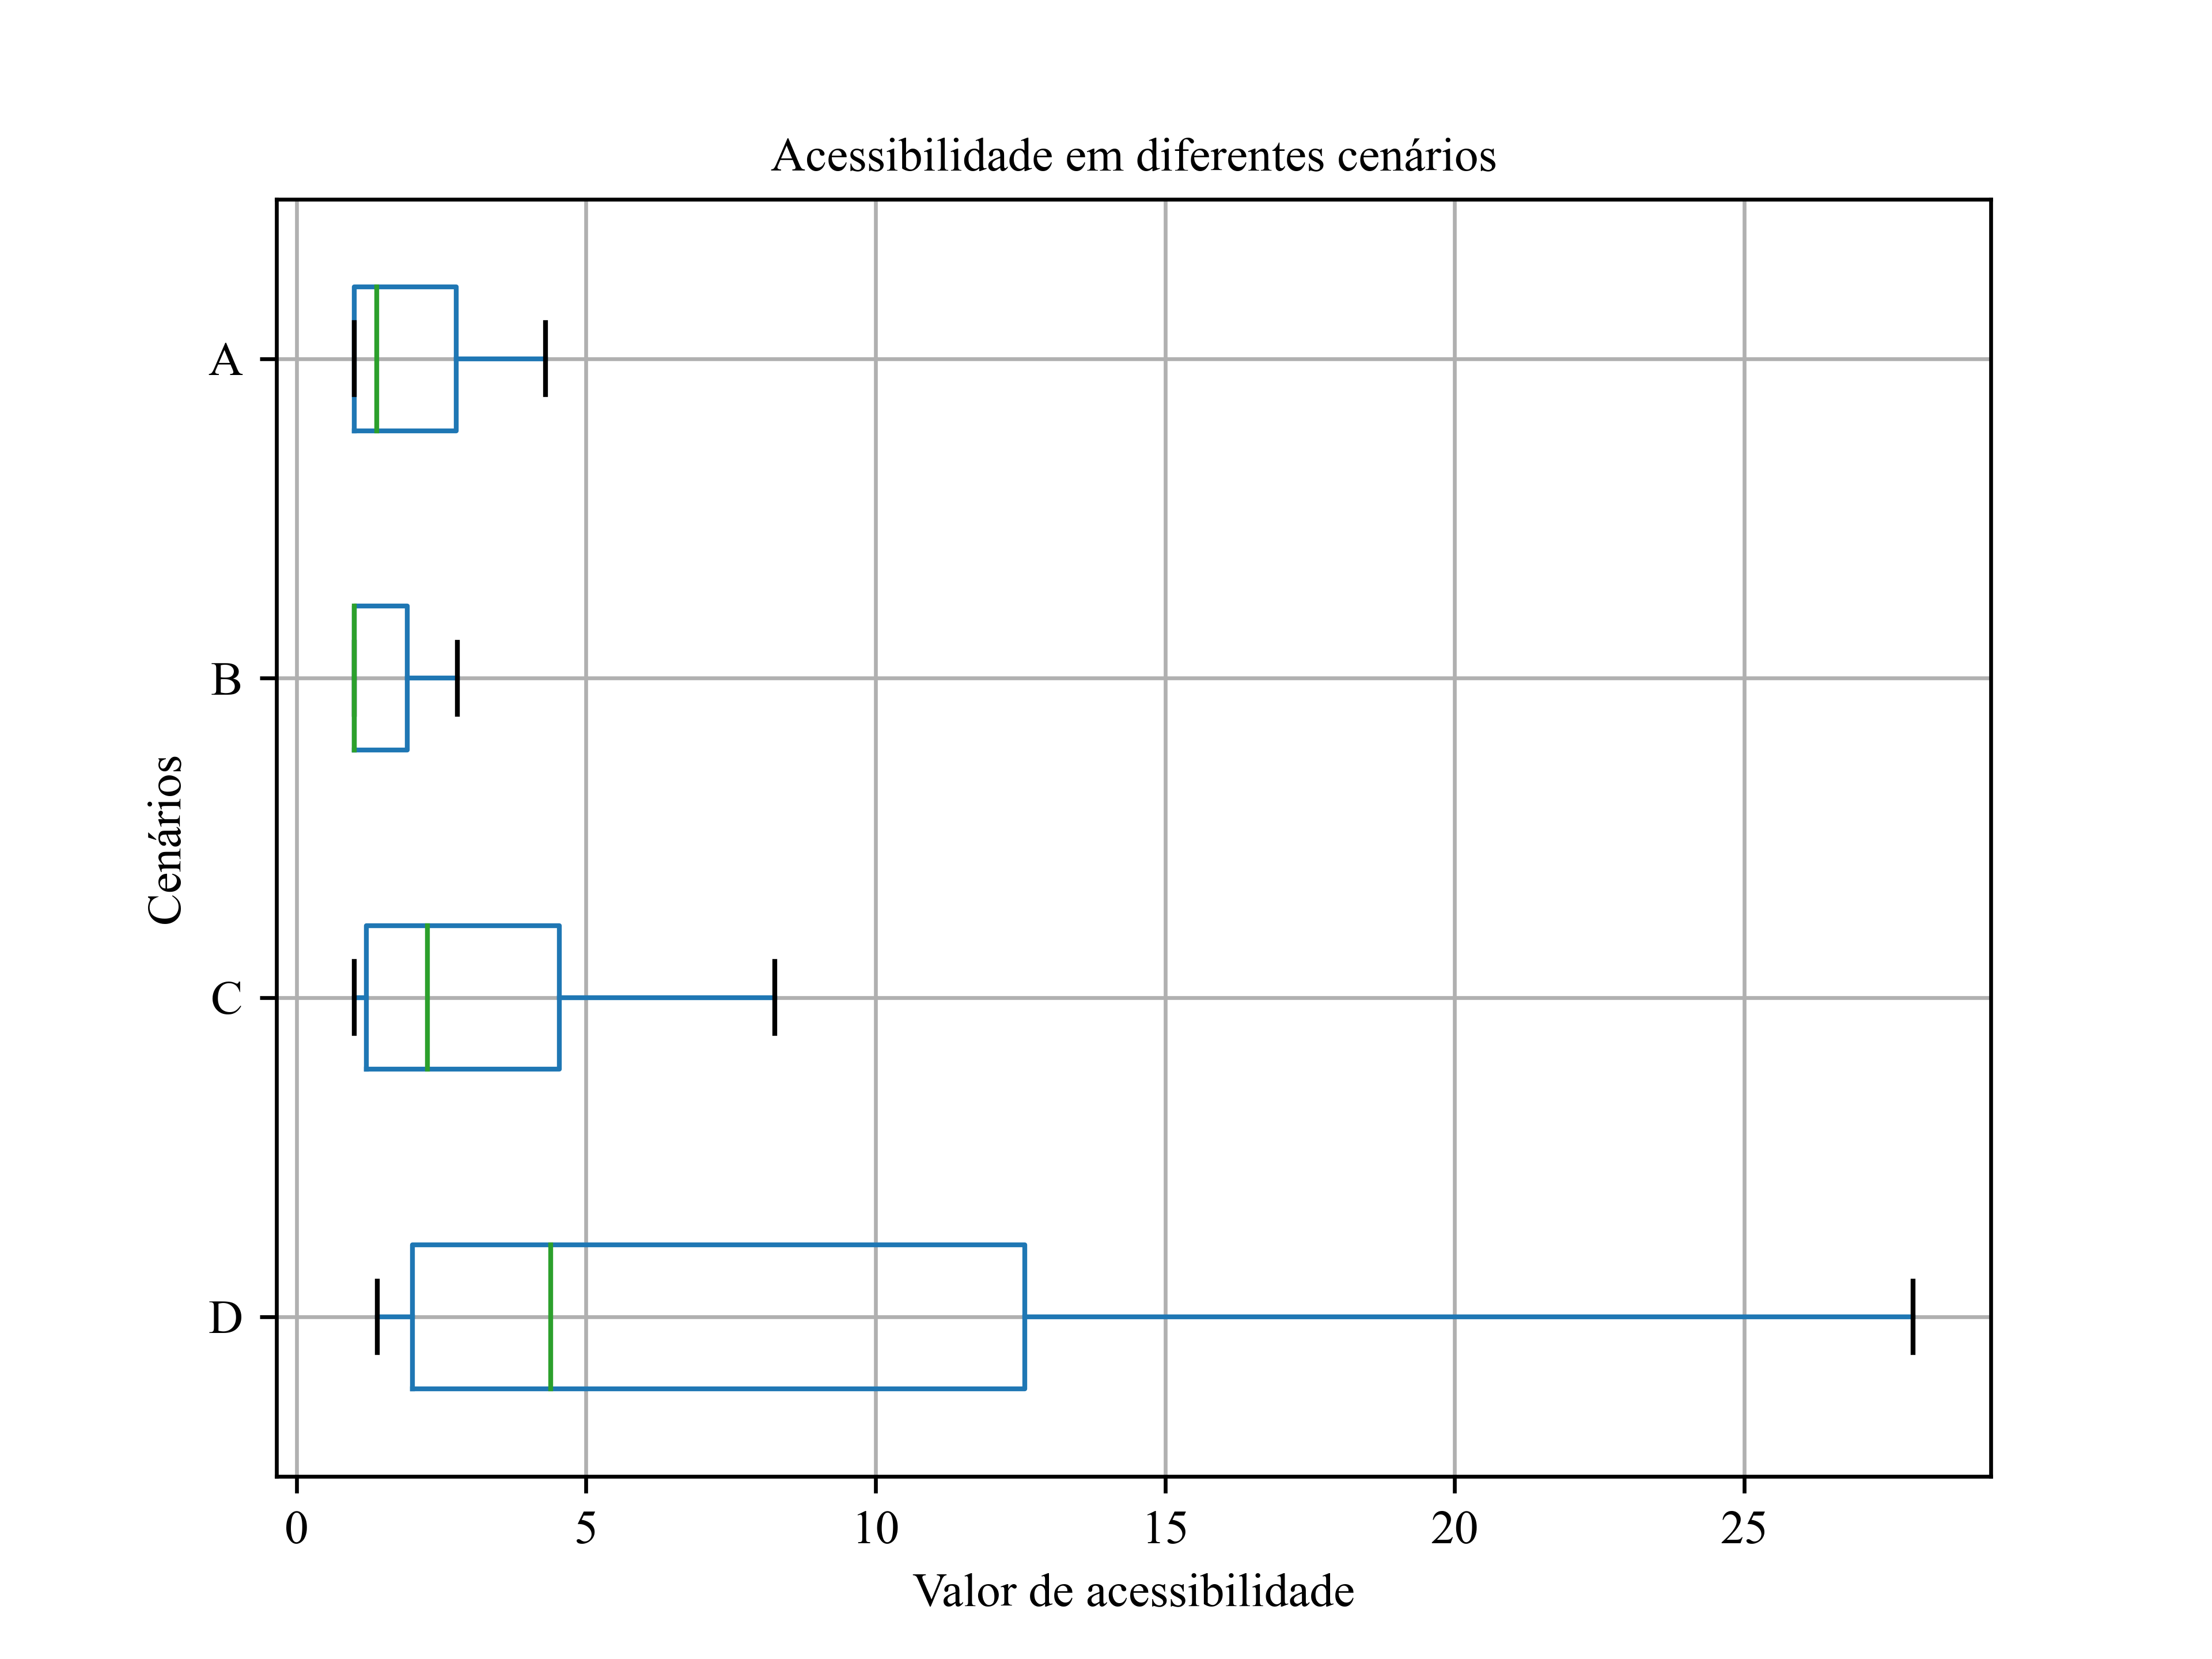 Acessibilidade em diferentes cenários
A
B
C
D
Cenários
0 5 10 15 20 25
Valor de acessibilidade